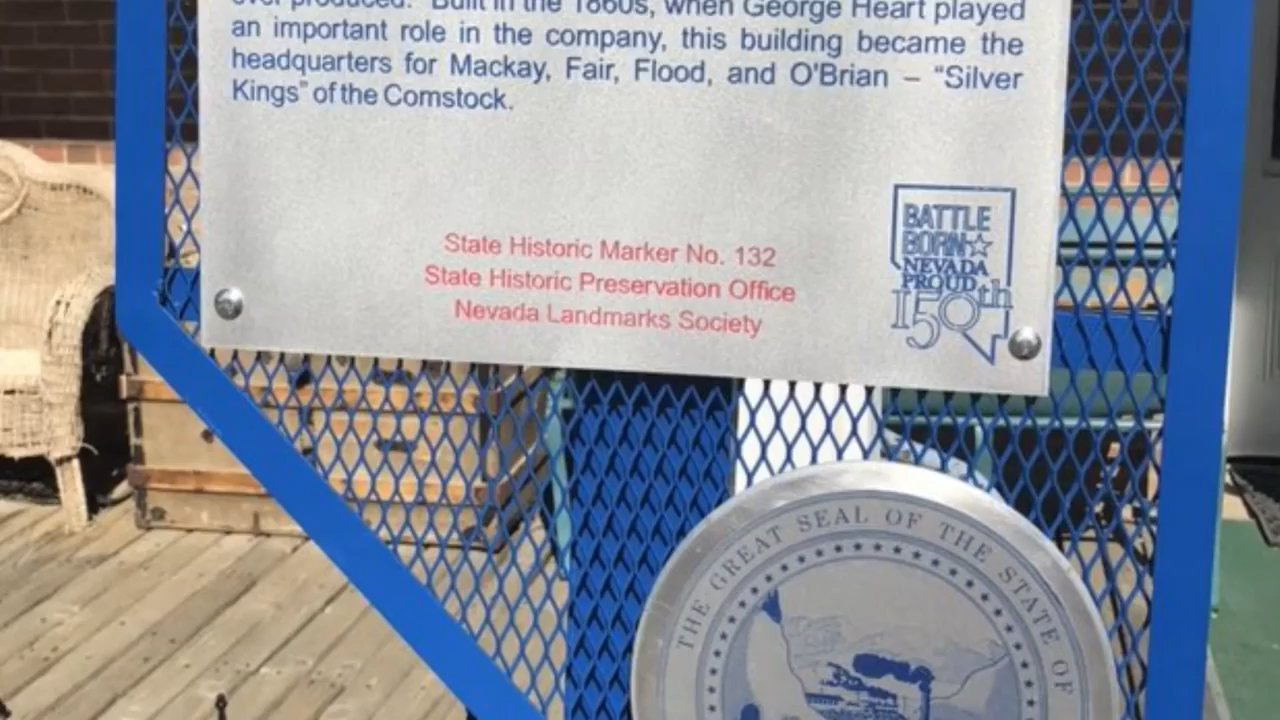 ever produced. Built in the 1860s, when George Heart played
an important role in the company, this building became the
headquarters for Mackay, Fair, Flood, and O'Brian – “Silver
Kings” of the Comstock.
State Historic Marker No. 132
State Historic Preservation Office
Nevada Landmarks Society
BATTLE
BORN
NEVADA
PROUD
150th
THE GREAT SEAL OF THE STATE OF